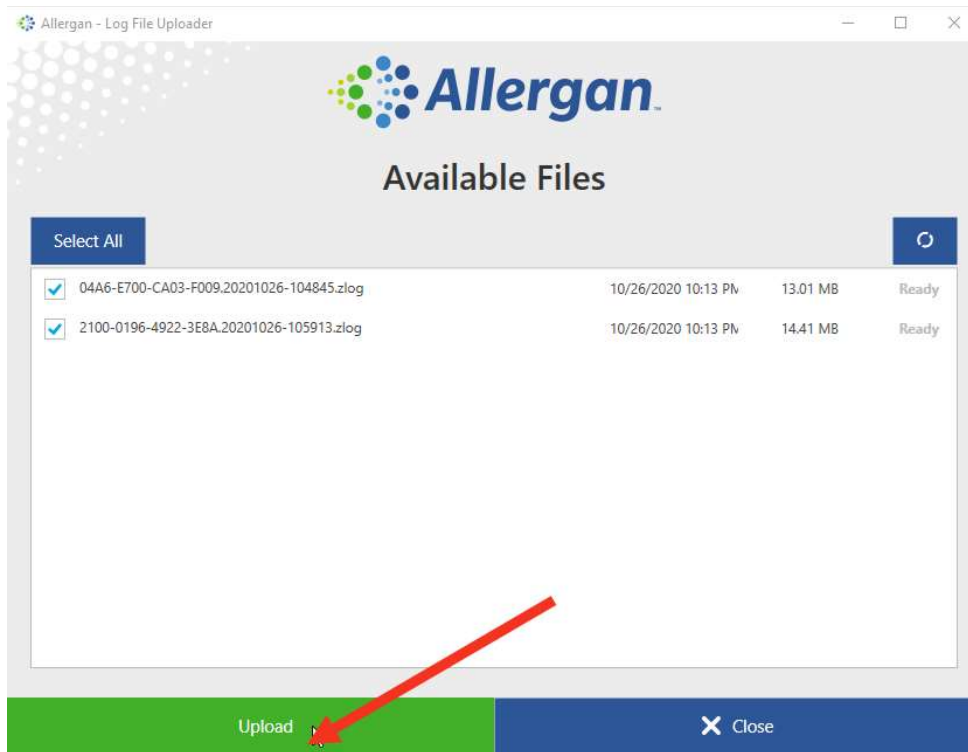 Allergan - Log File Uploader
Allergan™
Available Files
Select All
04A6-E700-CA03-F009.20201026-104845.zlog 10/26/2020 10:13 PM 13.01 MB Ready
2100-0196-4922-3E8A.20201026-105913.zlog 10/26/2020 10:13 PM 14.41 MB Ready
Upload
Close